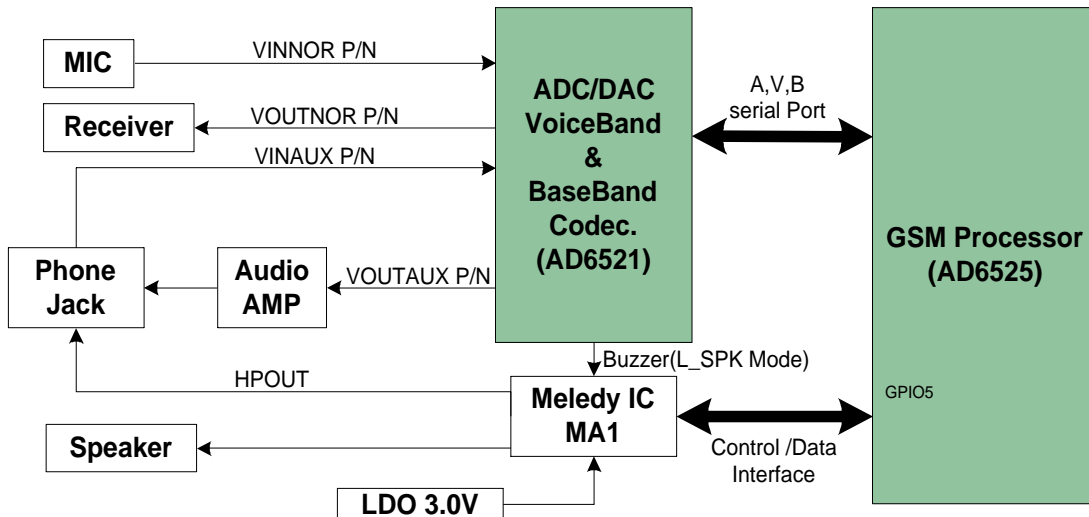 MIC
VINNOR P/N
Receiver
VOUTNOR P/N
VINAUX P/N
Phone
Jack
Audio
AMP
VOUTAUX P/N
ADC/DAC
VoiceBand
&
BaseBand
Codec.
(AD6521)
A,V,B
serial Port
GSM Processor
(AD6525)
Buzzer(L_SPK Mode)
HPOUT
Meledy IC
MA1
GPIO5
Speaker
Control /Data
Interface
LDO 3.0V